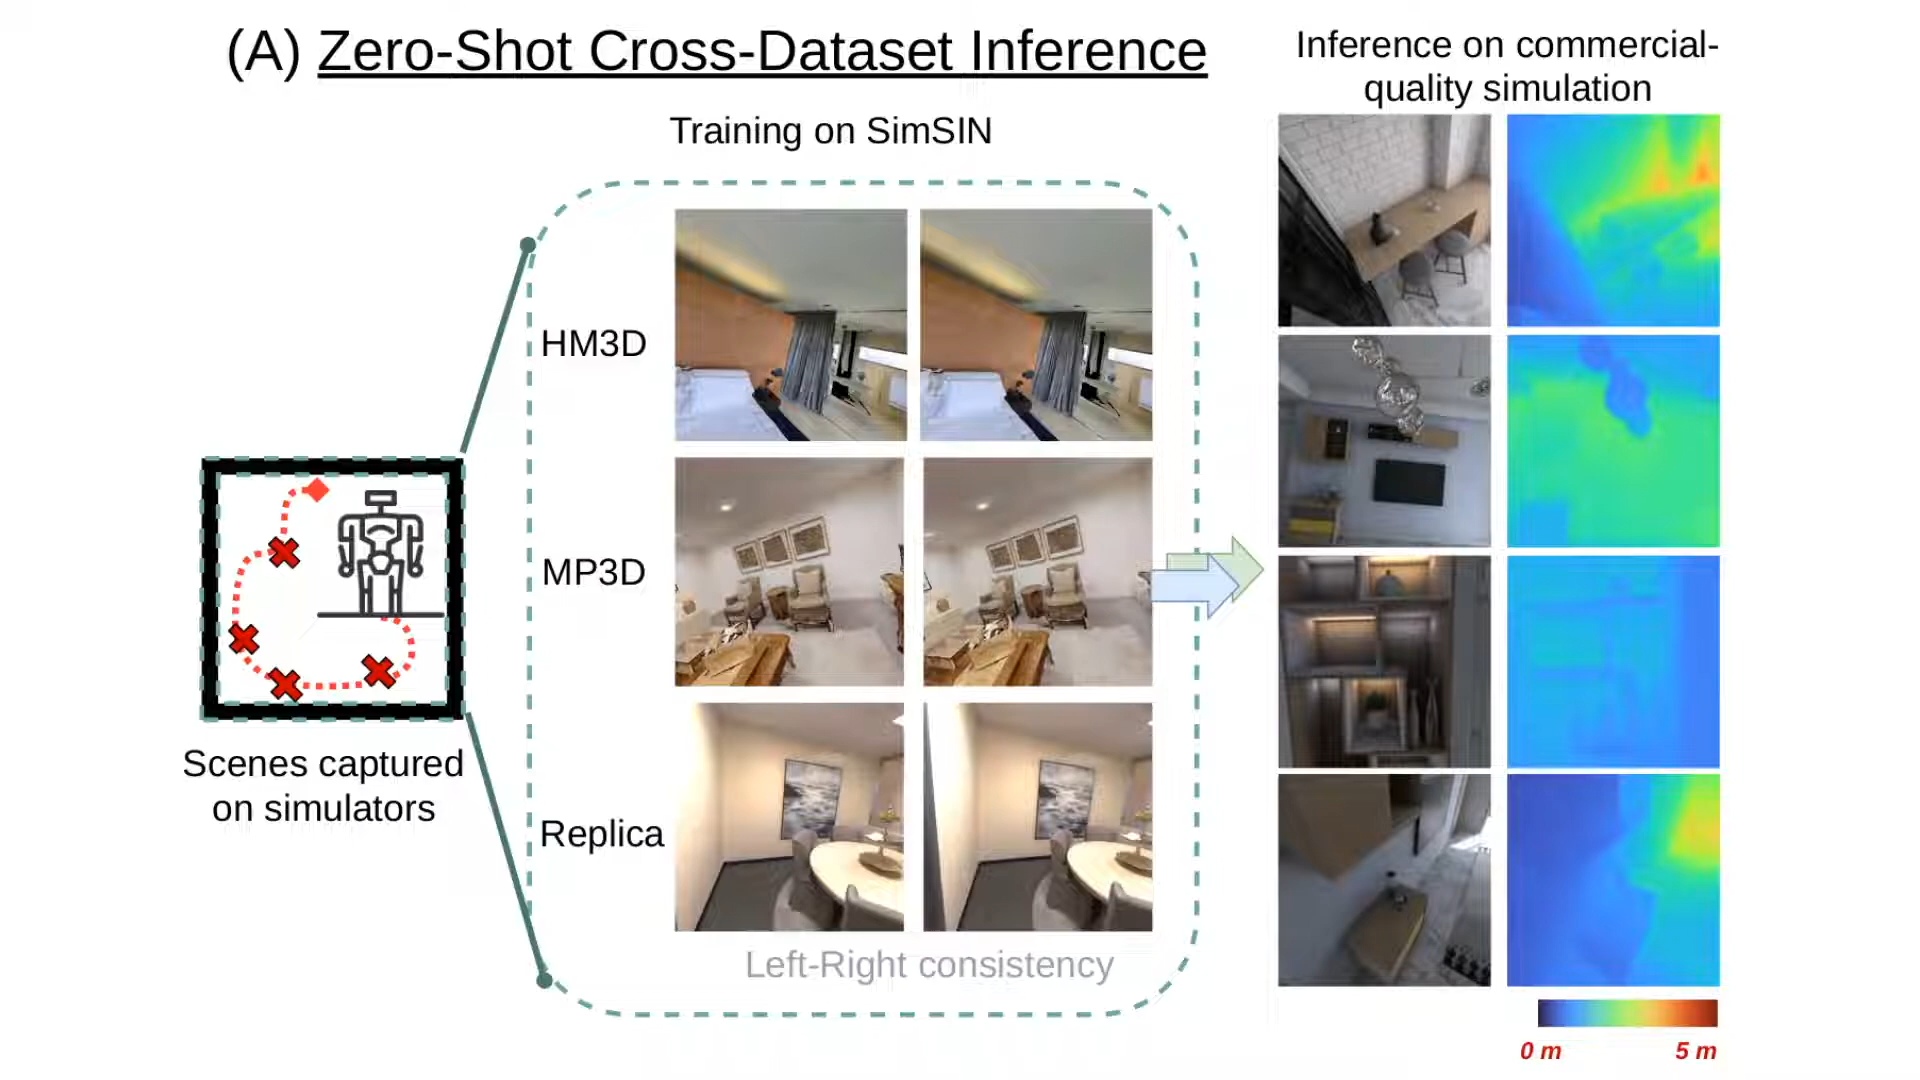 (A) Zero-Shot Cross-Dataset Inference
Inference on commercial-
quality simulation
Training on SimSIN
HM3D
MP3D
Replica
Scenes captured
on simulators
Left-Right consistency
0 m
5 m